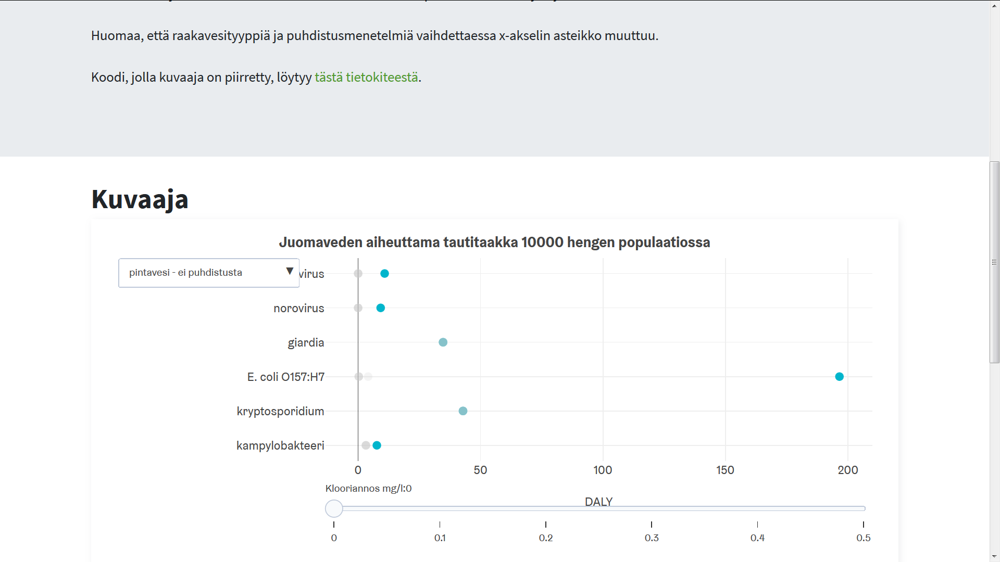 Huomaa, että raakavesityyppiä ja puhdistusmenetelmiä vaihdettaessa x-akselin asteikko muuttuu.
Koodi, jolla kuvaaja on piirretty, löytyy tästä tietokiteestä.
Kuvaaja
Juomaveden aiheuttama tautitaakka 10000 hengen populaatiossa
pintavesi - ei puhdistusta ▼
virus
norovirus
giardia
E. coli O157:H7
kryptosporidium
kampylobakteeri
0 50 100 150 200
Klooriannos mg/l:0
DALY
0 0.1 0.2 0.3 0.4 0.5